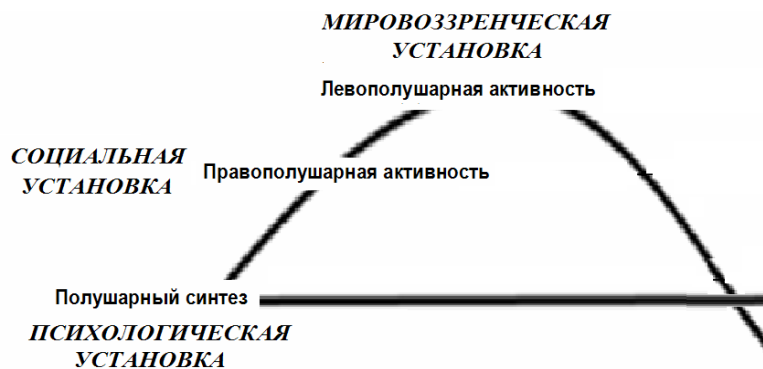 МИРОВОЗЗРЕНЧЕСКАЯ
УСТАНОВКА
Левополушарная активность
СОЦИАЛЬНАЯ
УСТАНОВКА
Правополушарная активность
Полушарный синтез
ПСИХОЛОГИЧЕСКАЯ
УСТАНОВКА